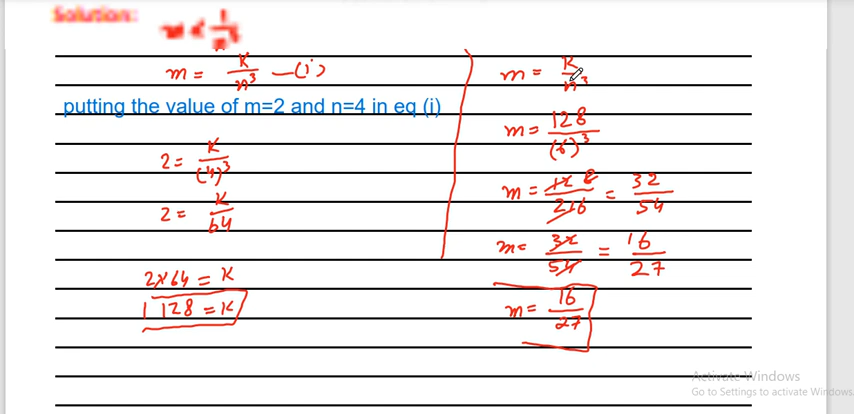 Solution:
m = K/n³ —(i)
putting the value of m=2 and n=4 in eq (i)
2 = K/(4)³
2 = K/64
2×64 = K
128 = K
m = K/n³
m = 128/(6)³
m = 128/216 = 32/54
m = 32/54 = 16/27
m = 16/27
Activate Windows
Go to Settings to activate Windows.